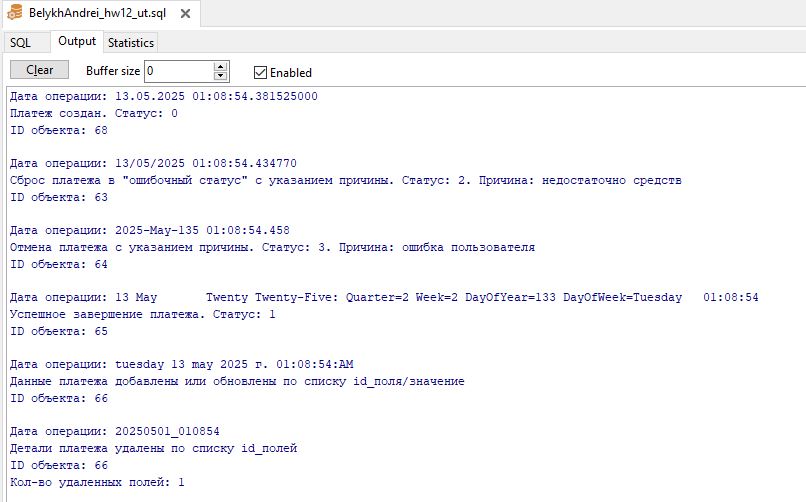 BelykhAndrei_hw12_ut.sql
SQL Output Statistics
Clear Buffer size 0 Enabled
Дата операции: 13.05.2025 01:08:54.381525000
Платеж создан. Статус: 0
ID объекта: 68
Дата операции: 13/05/2025 01:08:54.434770
Сброс платежа в "ошибочный статус" с указанием причины. Статус: 2. Причина: недостаточно средств
ID объекта: 63
Дата операции: 2025-May-135 01:08:54.458
Отмена платежа с указанием причины. Статус: 3. Причина: ошибка пользователя
ID объекта: 64
Дата операции: 13 May       Twenty Twenty-Five: Quarter=2 Week=2 DayOfYear=133 DayOfWeek=Tuesday   01:08:54
Успешное завершение платежа. Статус: 1
ID объекта: 65
Дата операции: tuesday 13 may 2025 г. 01:08:54:AM
Данные платежа добавлены или обновлены по списку id_поля/значение
ID объекта: 66
Дата операции: 20250501_010854
Детали платежа удалены по списку id_полей
ID объекта: 66
Кол-во удаленных полей: 1